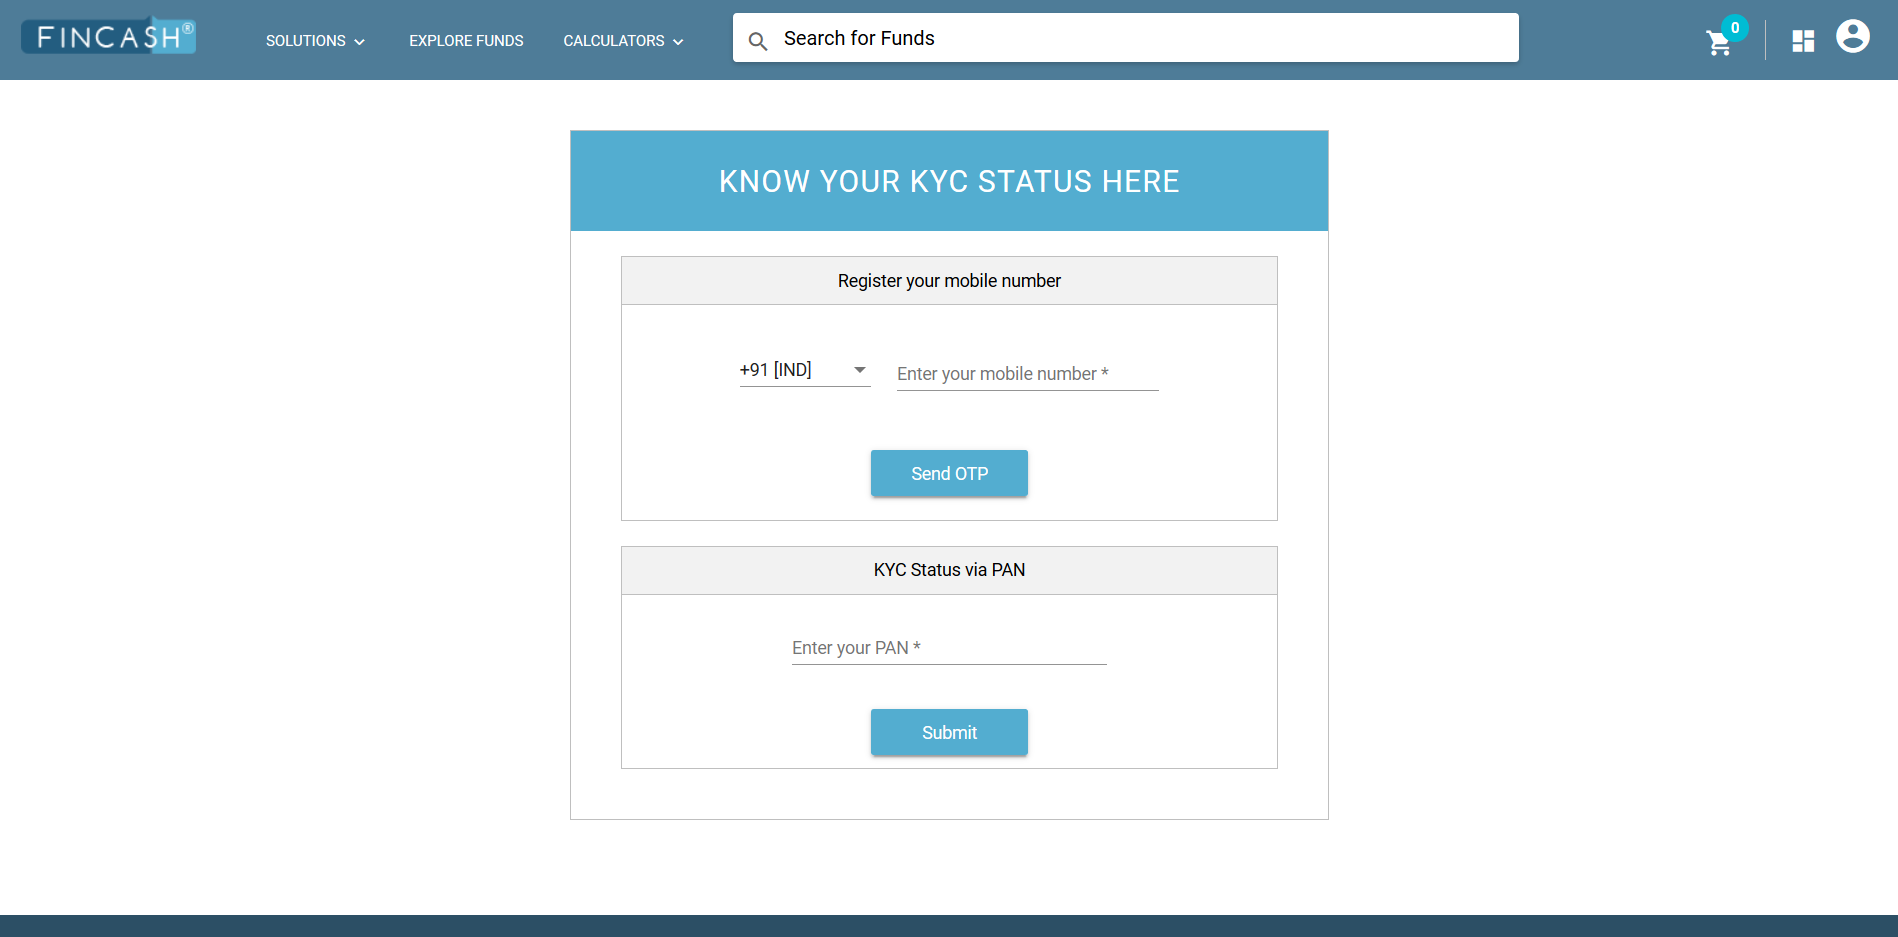 FINCASH®
SOLUTIONS
EXPLORE FUNDS
CALCULATORS
Search for Funds
0
KNOW YOUR KYC STATUS HERE
Register your mobile number
+91 [IND]
Enter your mobile number *
Send OTP
KYC Status via PAN
Enter your PAN *
Submit